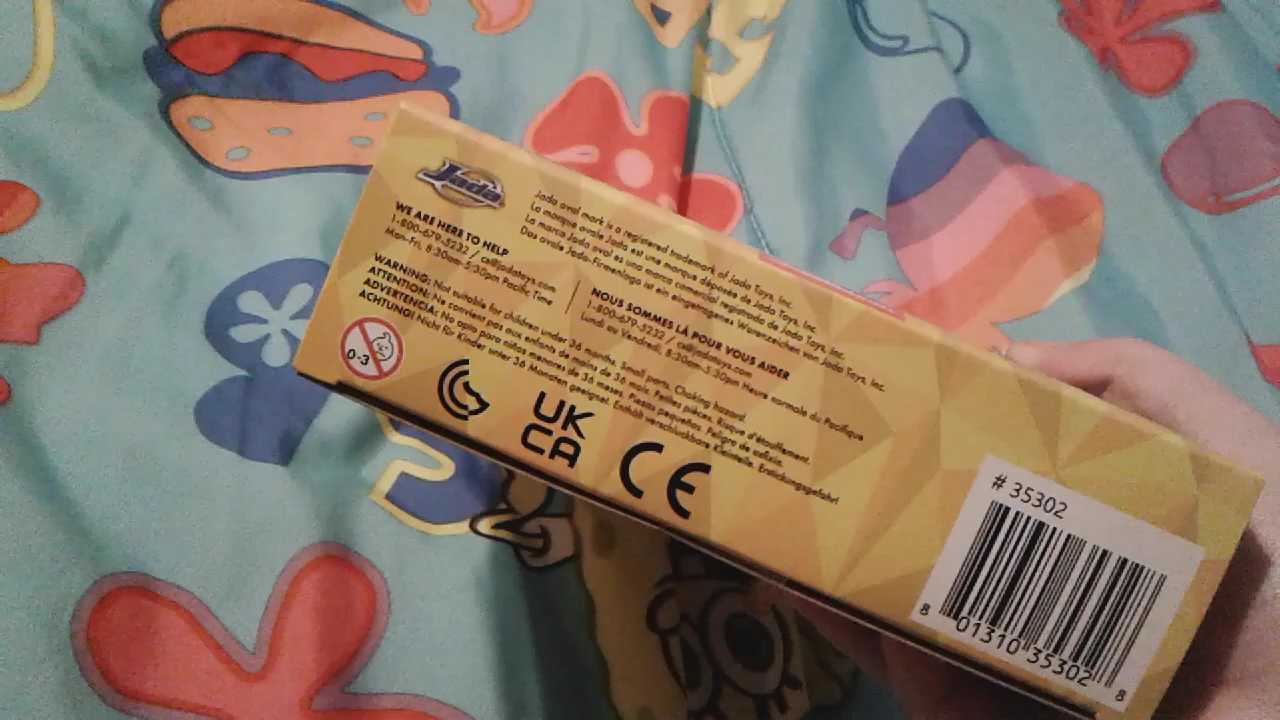 Jada
Jada oval mark is a registered trademark of Jada Toys, Inc.
La marque ovale Jada est une marque déposée de Jada Toys, Inc.
La marca Jada oval es una marca comercial registrada de Jada Toys, Inc.
Das ovale Jada-Firmenlogo ist ein eingetragenes Warenzeichen von Jada Toys, Inc.
WE ARE HERE TO HELP
1-800-679-5232 / cs@jadatoys.com
Mon-Fri, 8:30am-5:30pm Pacific Time
NOUS SOMMES LÀ POUR VOUS AIDER
1-800-679-5232 / cs@jadatoys.com
Lundi au Vendredi, 8:30am-5:30pm Heure normale du Pacifique
WARNING: Not suitable for children under 36 months. Small parts. Choking hazard.
ATTENTION: Ne convient pas aux enfants de moins de 36 mois. Petites pièces. Risque d'étouffement.
ADVERTENCIA: No apto para niños menores de 36 meses. Piezas pequeñas. Peligro de asfixia.
ACHTUNG! Nicht für Kinder unter 36 Monaten geeignet. Enthält verschluckbare Kleinteile. Erstickungsgefahr!
0-3
UK
CA
CE
# 35302
8 01310 35302 8